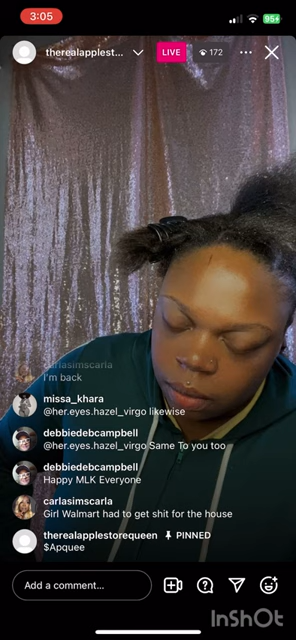 3:05
95+
therealapplest...
LIVE
172
carlasimscarla
I'm back
missa_khara
@her.eyes.hazel_virgo likewise
debbiedebcampbell
@her.eyes.hazel_virgo Same To you too
debbiedebcampbell
Happy MLK Everyone
carlasimscarla
Girl Walmart had to get shit for the house
therealapplestorequeen PINNED
$Apquee
Add a comment...
InShOt